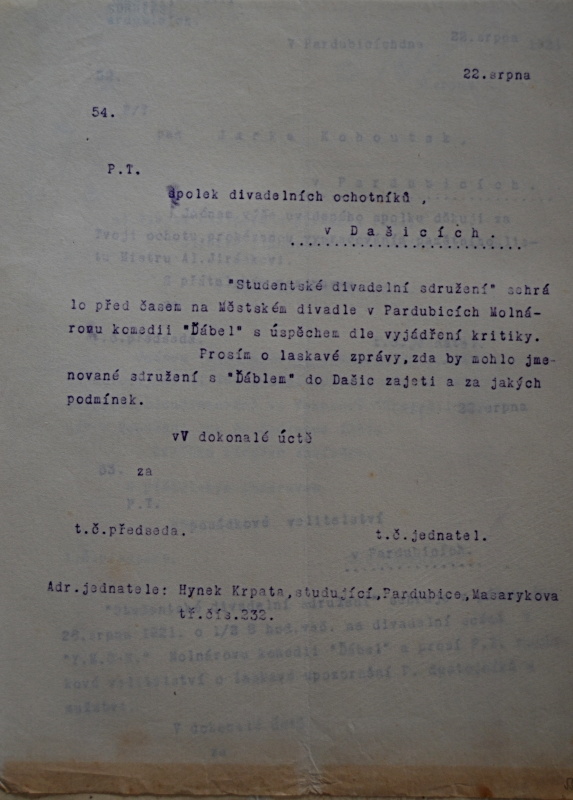 22.srpna
54.
P.T.
spolek divadelních ochotníků ,
v Dašicích.
"Studentské divadelní sdružení" sehrá
lo před časem na Městském divadle v Pardubicích Molná-
rovu komedii "Ďábel" s úspěchem dle vyjádření kritiky.
Prosím o laskavé zprávy,zda by mohlo jme-
nované sdružení s "Ďáblem" do Dašic zajeti a za jakých
podmínek.
vV dokonalé úctě
za
t.č.předseda. t.č.jednatel.
Adr.jednatele: Hynek Krpata,studující,Pardubice,Masarykova
tř.čís.232.